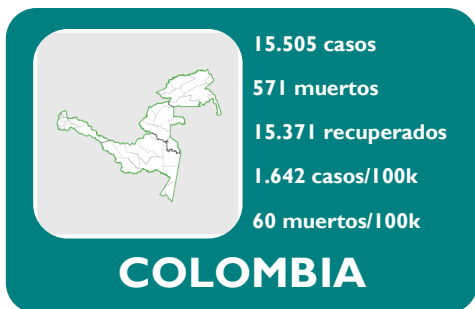 15.505 casos
571 muertos
15.371 recuperados
1.642 casos/100k
60 muertos/100k
COLOMBIA